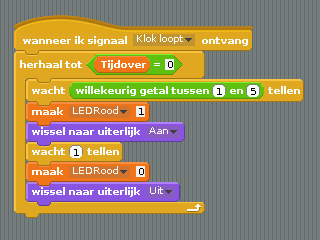 wanneer ik signaal Klok loopt ontvang
herhaal tot Tijdover = 0
wacht willekeurig getal tussen 1 en 5 tellen
maak LEDRood 1
wissel naar uiterlijk Aan
wacht 1 tellen
maak LEDRood 0
wissel naar uiterlijk Uit